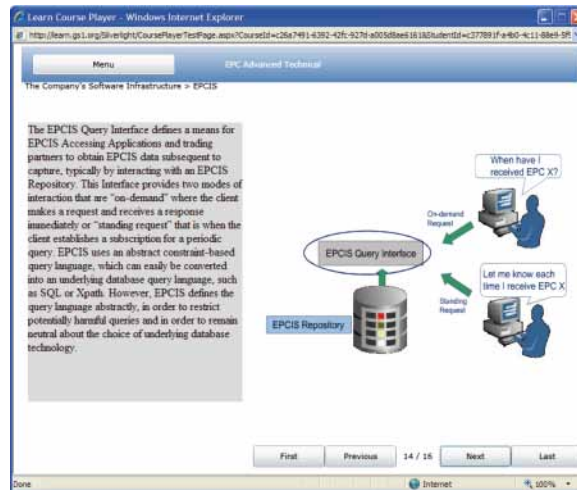 Learn Course Player - Windows Internet Explorer
Menu
EPC Advanced Technical
The Company's Software Infrastructure > EPCIS
The EPCIS Query Interface defines a means for
EPCIS Accessing Applications and trading
partners to obtain EPCIS data subsequent to
capture, typically by interacting with an EPCIS
Repository. This Interface provides two modes of
interaction that are "on-demand" where the client
makes a request and receives a response
immediately or "standing request" that is when the
client establishes a subscription for a periodic
query. EPCIS uses an abstract constraint-based
query language, which can easily be converted
into an underlying database query language, such
as SQL or Xpath. However, EPCIS defines the
query language abstractly, in order to restrict
potentially harmful queries and in order to remain
neutral about the choice of underlying database
technology.
When have I
received EPC X?
On-demand
Request
EPCIS Query Interface
Let me know each
time I receive EPC X
Standing
Request
EPCIS Repository
First Previous 14 / 16 Next Last
Done Internet 100%